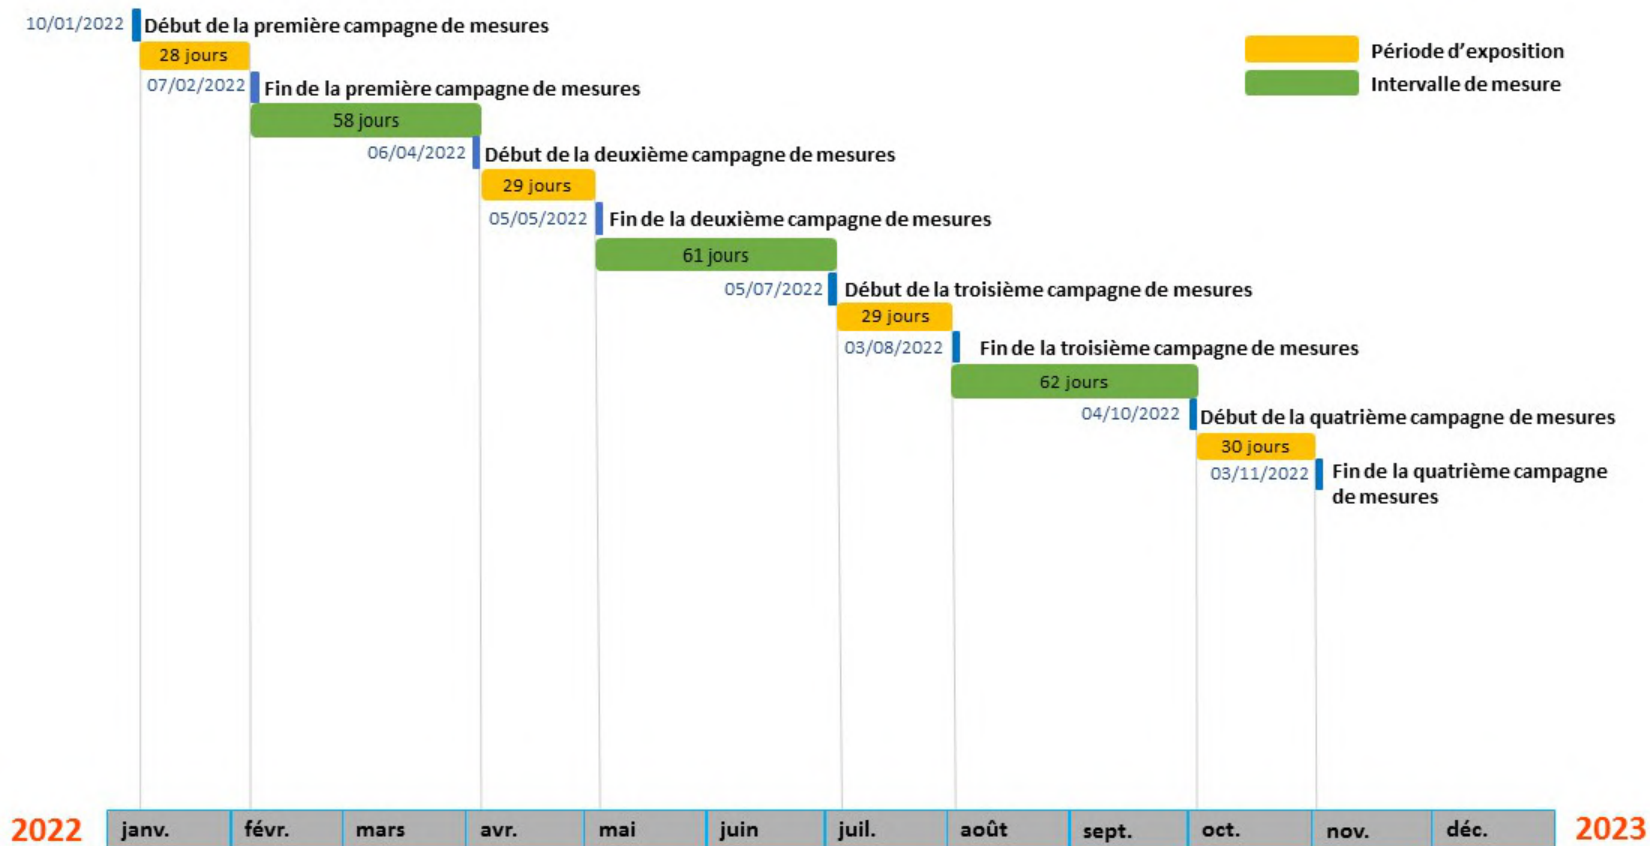 10/01/2022 Début de la première campagne de mesures
Période d'exposition
28 jours
07/02/2022 Fin de la première campagne de mesures
Intervalle de mesure
58 jours
06/04/2022 Début de la deuxième campagne de mesures
29 jours
05/05/2022 Fin de la deuxième campagne de mesures
61 jours
05/07/2022 Début de la troisième campagne de mesures
29 jours
03/08/2022 Fin de la troisième campagne de mesures
62 jours
04/10/2022 Début de la quatrième campagne de mesures
30 jours
03/11/2022 Fin de la quatrième campagne
de mesures
2022 janv. févr. mars avr. mai juin juil. août sept. oct. nov. déc. 2023